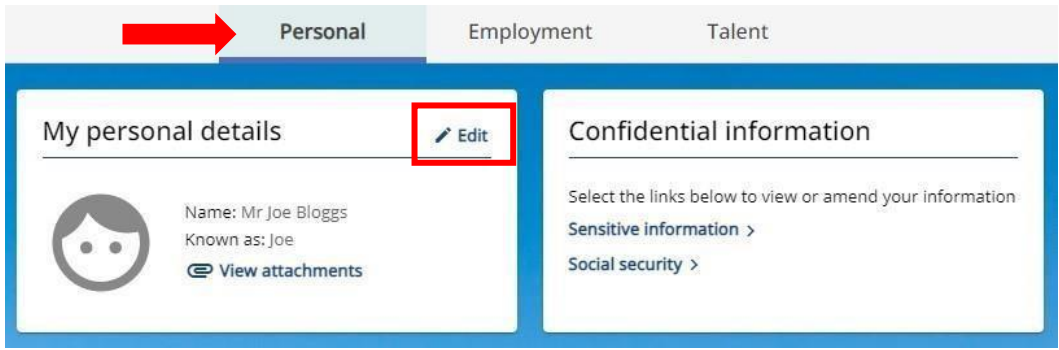 Personal Employment Talent
My personal details
Edit
Name: Mr Joe Bloggs
Known as: Joe
View attachments
Confidential information
Select the links below to view or amend your information
Sensitive information >
Social security >